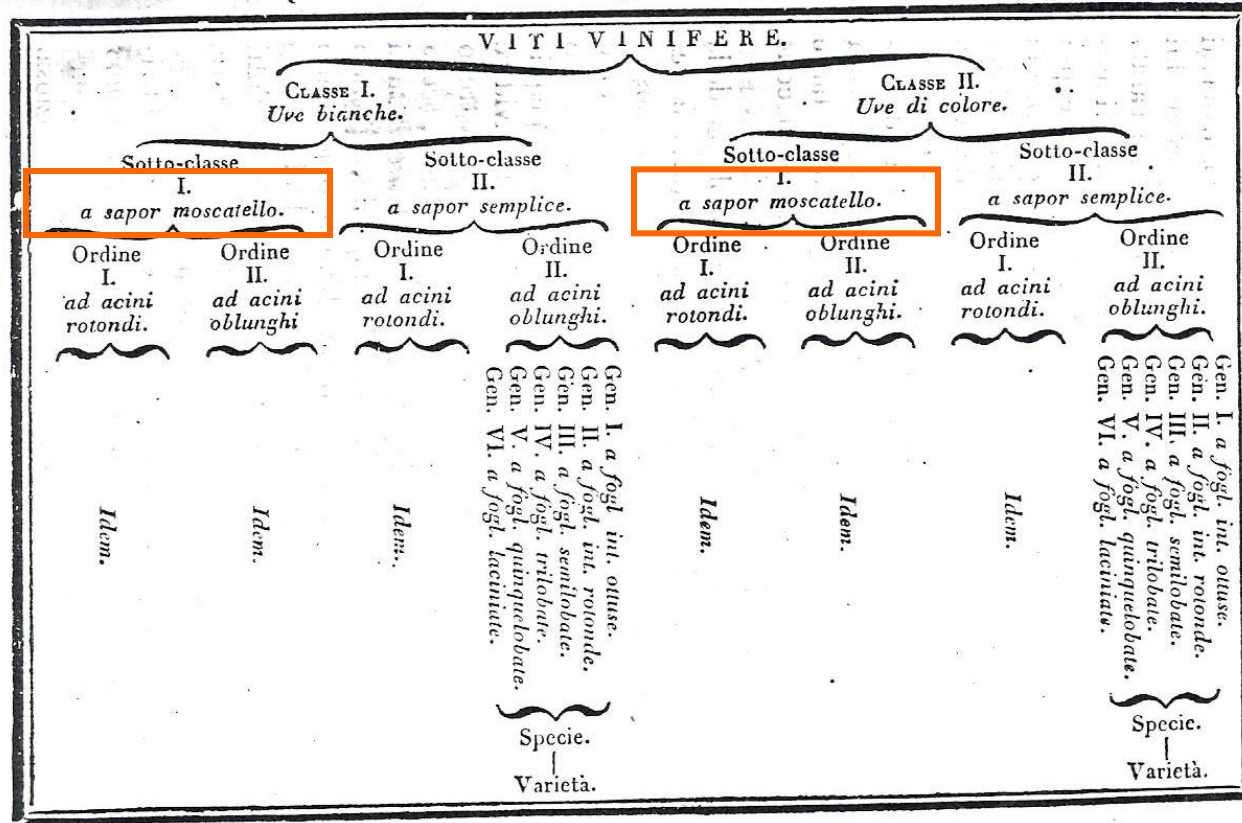 VITI VINIFERE.
CLASSE I.
Uve bianche.
CLASSE II.
Uve di colore.
Sotto-classe
I.
a sapor moscatello.
Sotto-classe
II.
a sapor semplice.
Sotto-classe
I.
a sapor moscatello.
Sotto-classe
II.
a sapor semplice.
Ordine
I.
ad acini
rotondi.
Ordine
II.
ad acini
oblunghi
Ordine
I.
ad acini
rotondi.
Ordine
II.
ad acini
oblunghi.
Ordine
I.
ad acini
rotondi.
Ordine
II.
ad acini
oblunghi.
Ordine
I.
ad acini
rotondi.
Ordine
II.
ad acini
oblunghi.
Idem.
Idem.
Idem.
Gen. I. a fogl. int. ottuse.
Gen. II. a fogl. int. rotonde.
Gen. III. a fogl. semilobate.
Gen. IV. a fogl. trilobate.
Gen. V. a fogl. quinquelobate.
Gen. VI. a fogl. laciniate.
Specie.
Varietà.
Idem.
Idem.
Idem.
Gen. I. a fogl. int. ottuse.
Gen. II. a fogl. int. rotonde.
Gen. III. a fogl. semilobate.
Gen. IV. a fogl. trilobate.
Gen. V. a fogl. quinquelobate.
Gen. VI. a fogl. laciniate.
Specie.
Varietà.